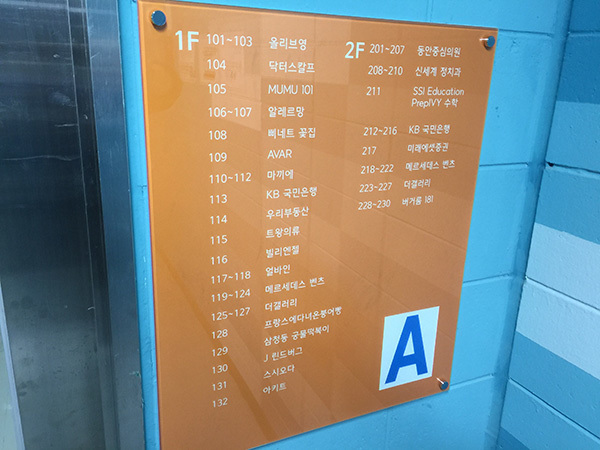 1F
101~103 올리브영
104 닥터스칼프
105 MUMU 101
106~107 알레르망
108 삐네트 꽃집
109 AVAR
110~112 마끼에
113 KB 국민은행
114 우리부동산
115 트왕의류
116 빌리엔젤
117~118 얼바인
119~124 메르세데스 벤츠
125~127 더갤러리
128 프랑스에다녀온붕어빵
129 삼청동 궁물떡볶이
130 J 린드버그
131 스시오다
132 아키트
2F
201~207 동안중심의원
208~210 신세계 정치과
211 SSI Education
PrepIVY 수학
212~216 KB 국민은행
217 미래에셋증권
218~222 메르세데스 벤츠
223~227 더갤러리
228~230 버거룸 181
A